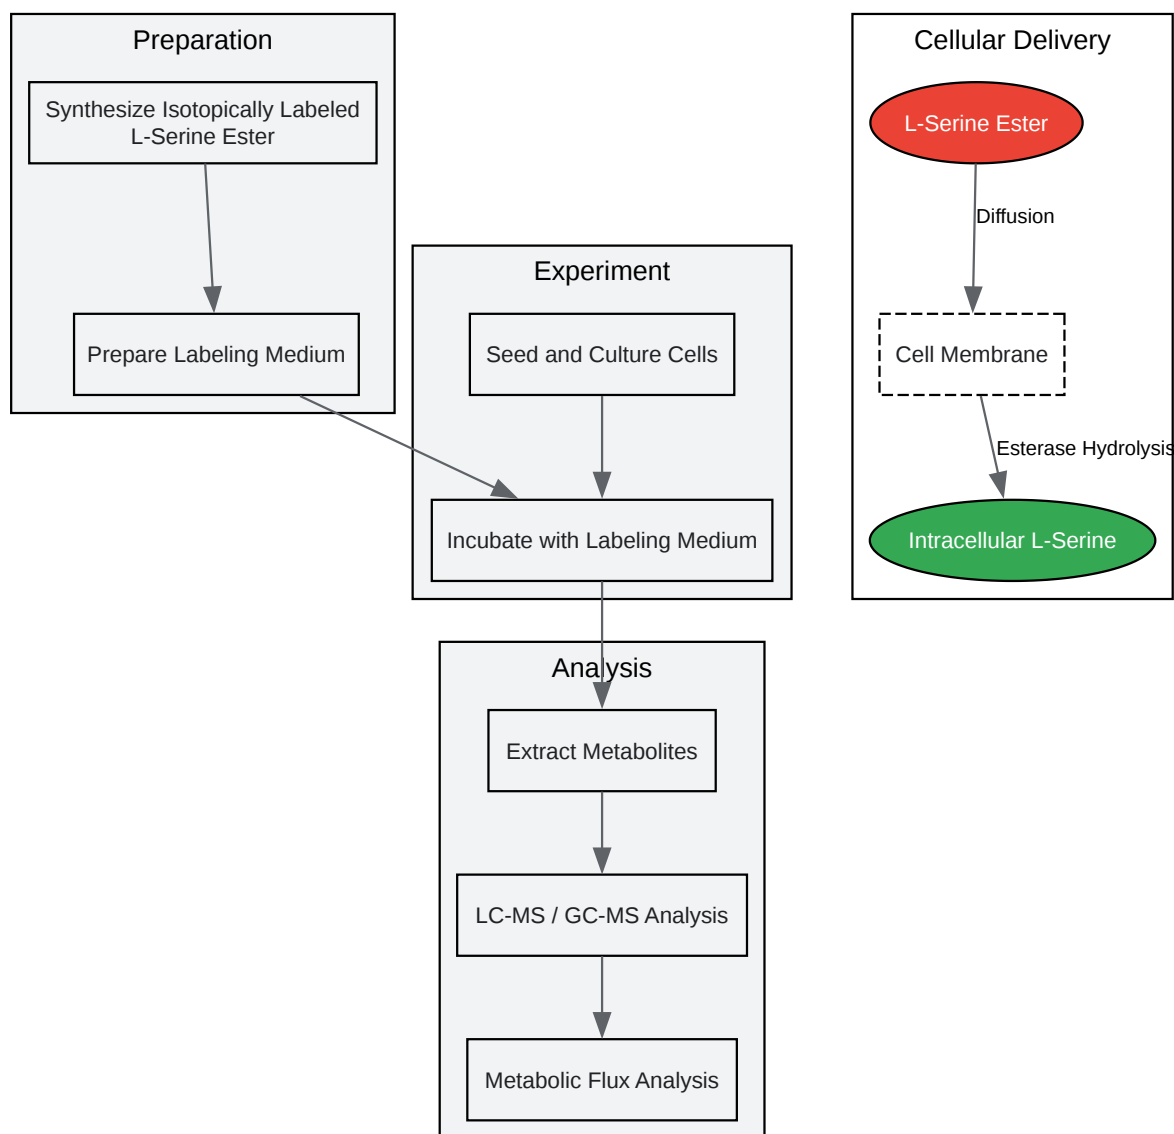 Preparation
Synthesize Isotopically Labeled
L-Serine Ester
Prepare Labeling Medium
Experiment
Seed and Culture Cells
Incubate with Labeling Medium
Analysis
Extract Metabolites
LC-MS / GC-MS Analysis
Metabolic Flux Analysis
Cellular Delivery
L-Serine Ester
Diffusion
Cell Membrane
Esterase Hydrolysis
Intracellular L-Serine